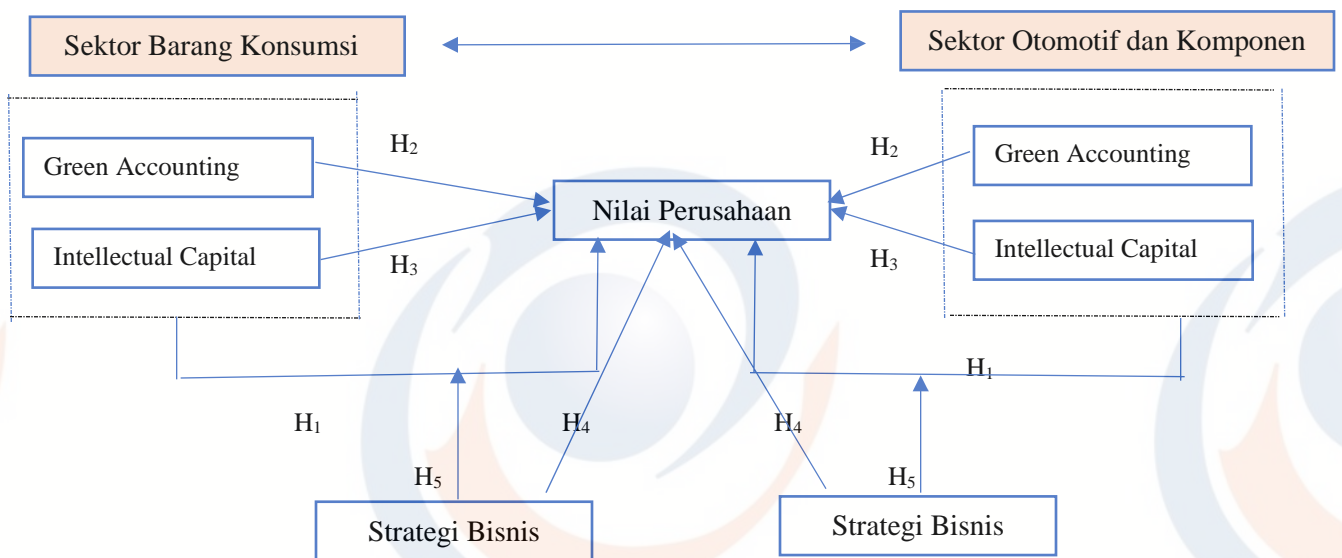 Sektor Barang Konsumsi
Sektor Otomotif dan Komponen
Green Accounting
H₂
H₂
Green Accounting
Nilai Perusahaan
Intellectual Capital
H₃
H₃
Intellectual Capital
H₁
H₁
H₄
H₄
H₅
H₅
Strategi Bisnis
Strategi Bisnis